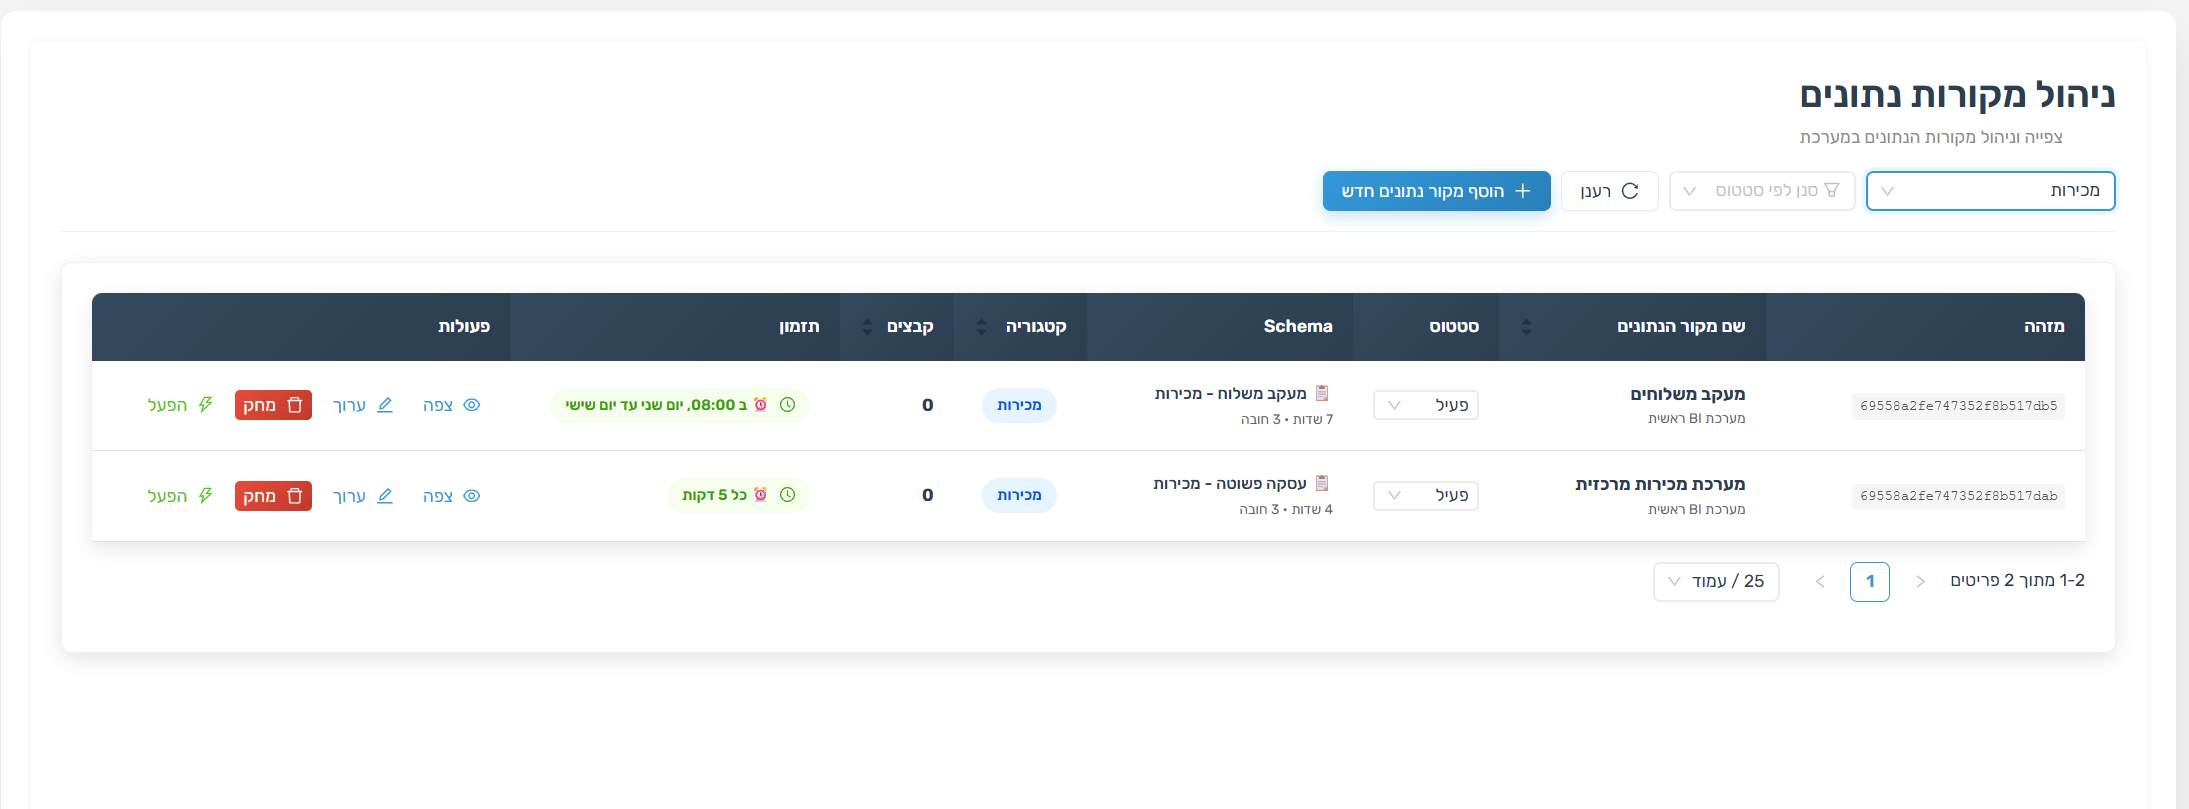 ניהול מקורות נתונים
צפייה וניהול מקורות הנתונים במערכת
מכירות
סנן לפי סטטוס
רענן
הוסף מקור נתונים חדש
מזהה
שם מקור הנתונים
סטטוס
Schema
קטגוריה
קבצים
תזמון
פעולות
69558a2fe747352f8b517db5
מעקב משלוחים
מערכת BI ראשית
פעיל
מעקב משלוח - מכירות
7 שדות • 3 חובה
מכירות
0
ב 08:00, יום שני עד יום שישי
צפה
ערוך
מחק
הפעל
69558a2fe747352f8b517dab
מערכת מכירות מרכזית
מערכת BI ראשית
פעיל
עסקה פשוטה - מכירות
4 שדות • 3 חובה
מכירות
0
כל 5 דקות
צפה
ערוך
מחק
הפעל
1-2 מתוך 2 פריטים
1
25 / עמוד